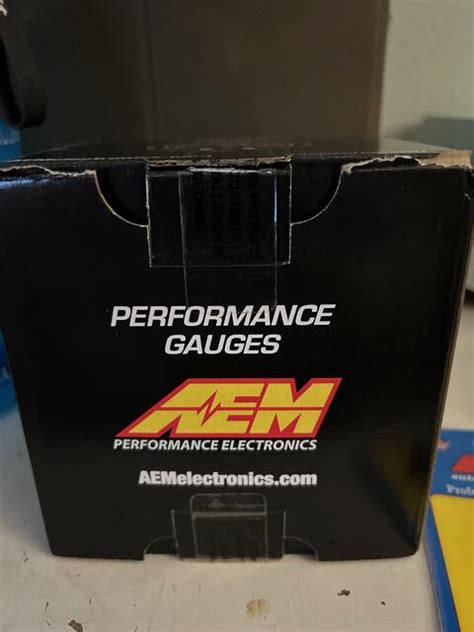 PERFORMANCE
GAUGES
AEM
PERFORMANCE ELECTRONICS
AEMelectronics.com